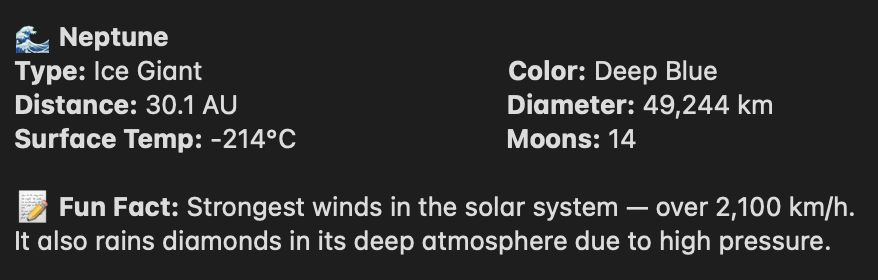 🌊 Neptune
Type: Ice Giant
Color: Deep Blue
Distance: 30.1 AU
Diameter: 49,244 km
Surface Temp: -214°C
Moons: 14
📝 Fun Fact: Strongest winds in the solar system — over 2,100 km/h.
It also rains diamonds in its deep atmosphere due to high pressure.